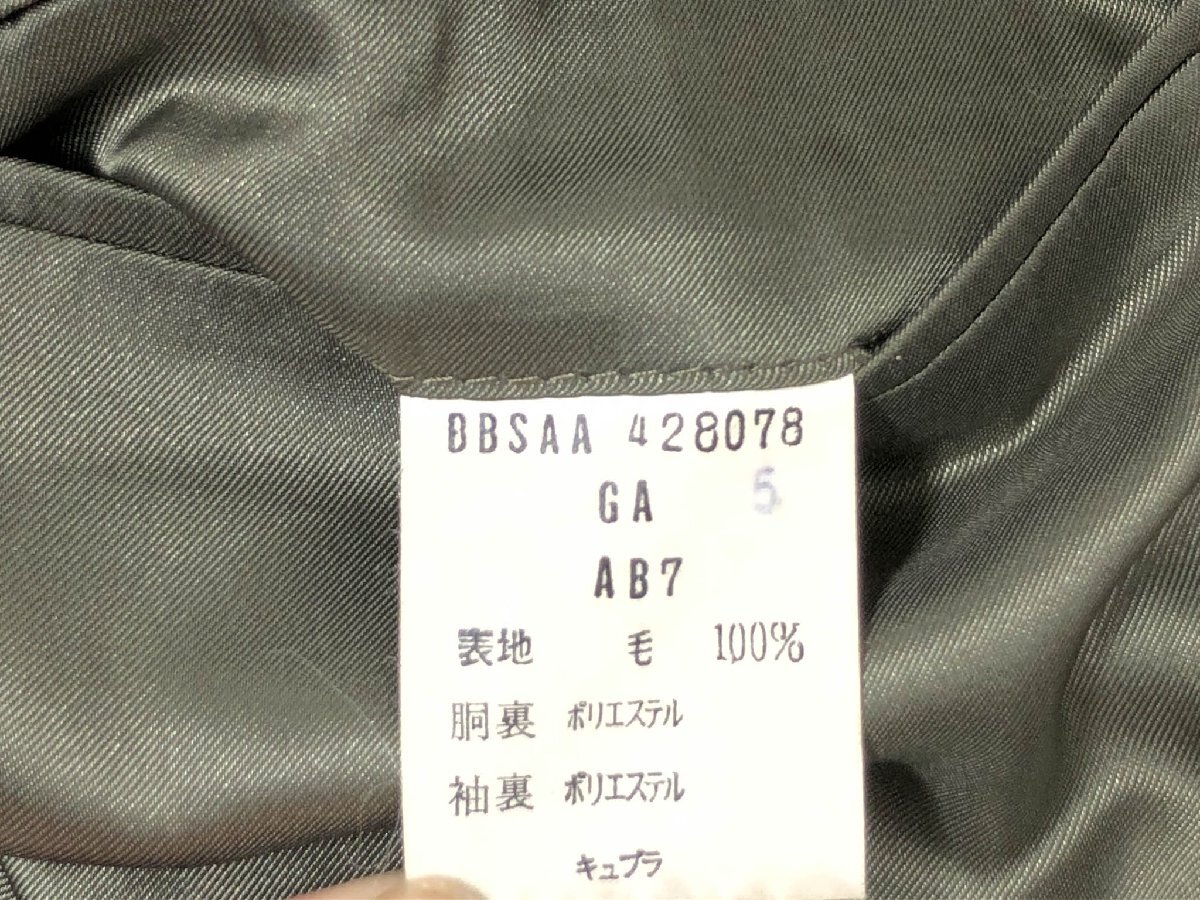 BBSAA 428078
GA 5
AB7
表地 毛 100%
胴裏 ポリエステル
袖裏 ポリエステル
キュプラ